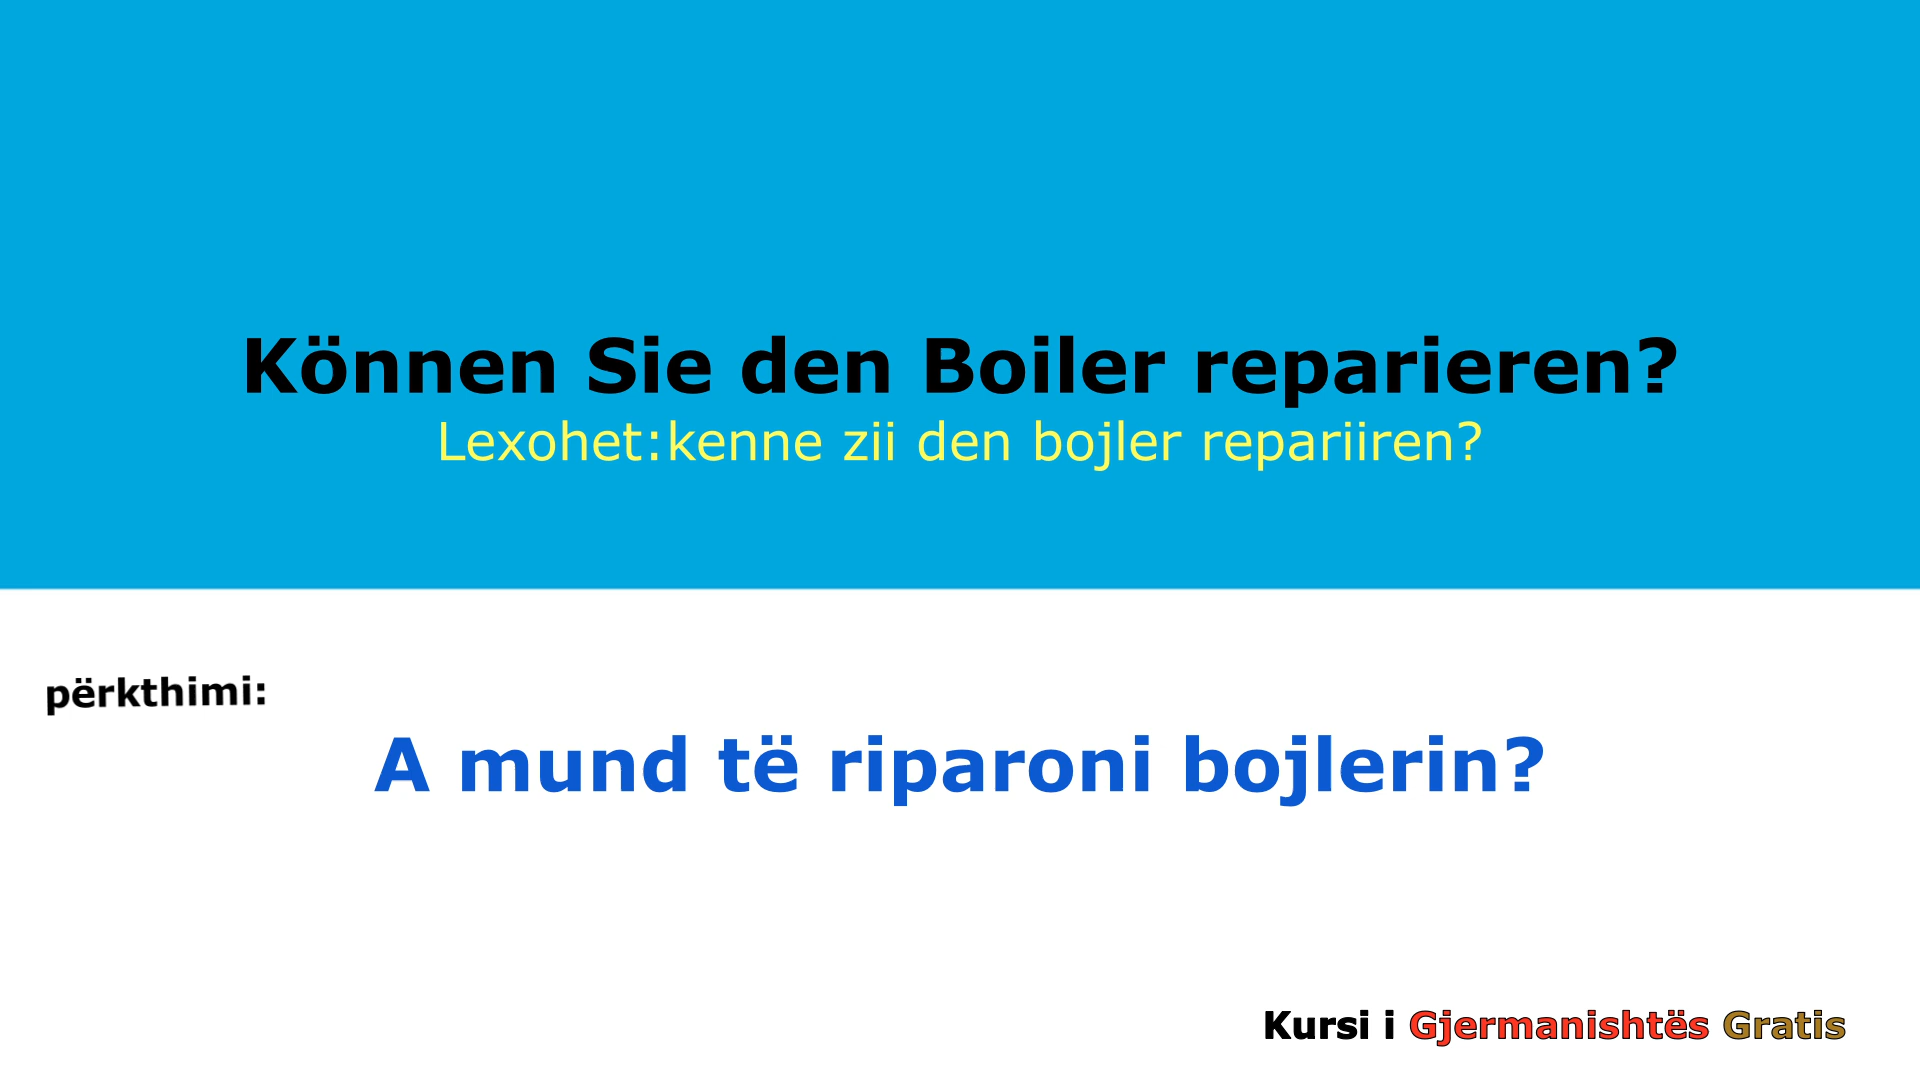 Können Sie den Boiler reparieren?
Lexohet:kenne zii den bojler repariiren?
përkthimi:
A mund të riparoni bojlerin?
Kursi i Gjermanishtës Gratis